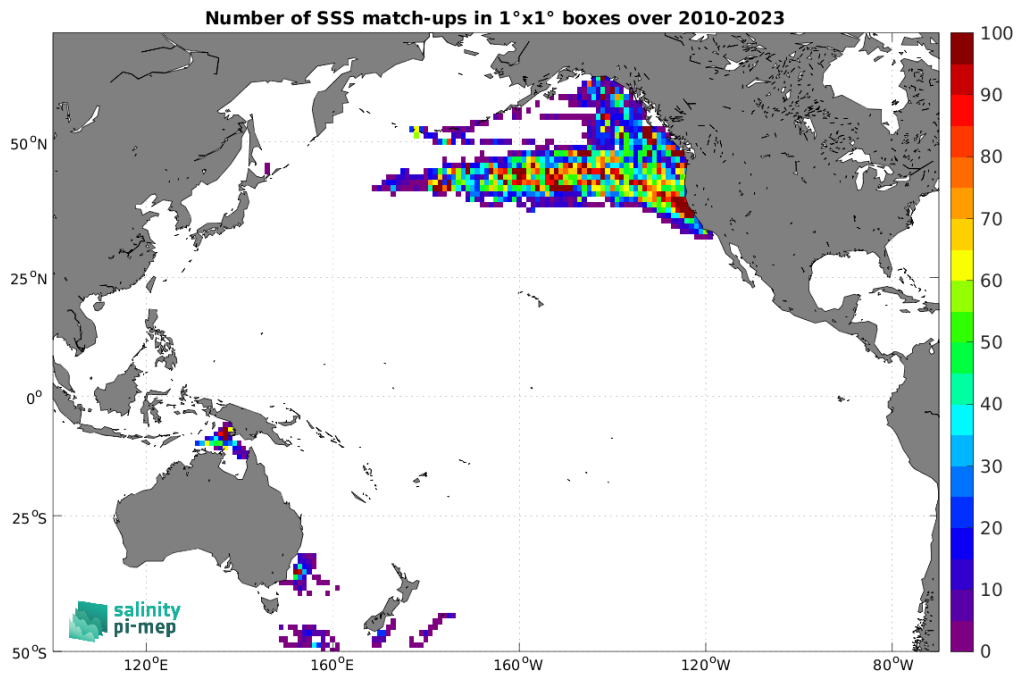 Number of SSS match-ups in 1°x1° boxes over 2010-2023
100
90
80
70
60
50
40
30
20
10
0
50°N
25°N
0°
25°S
50°S
120°E
160°E
160°W
120°W
80°W
salinity
pi-mep